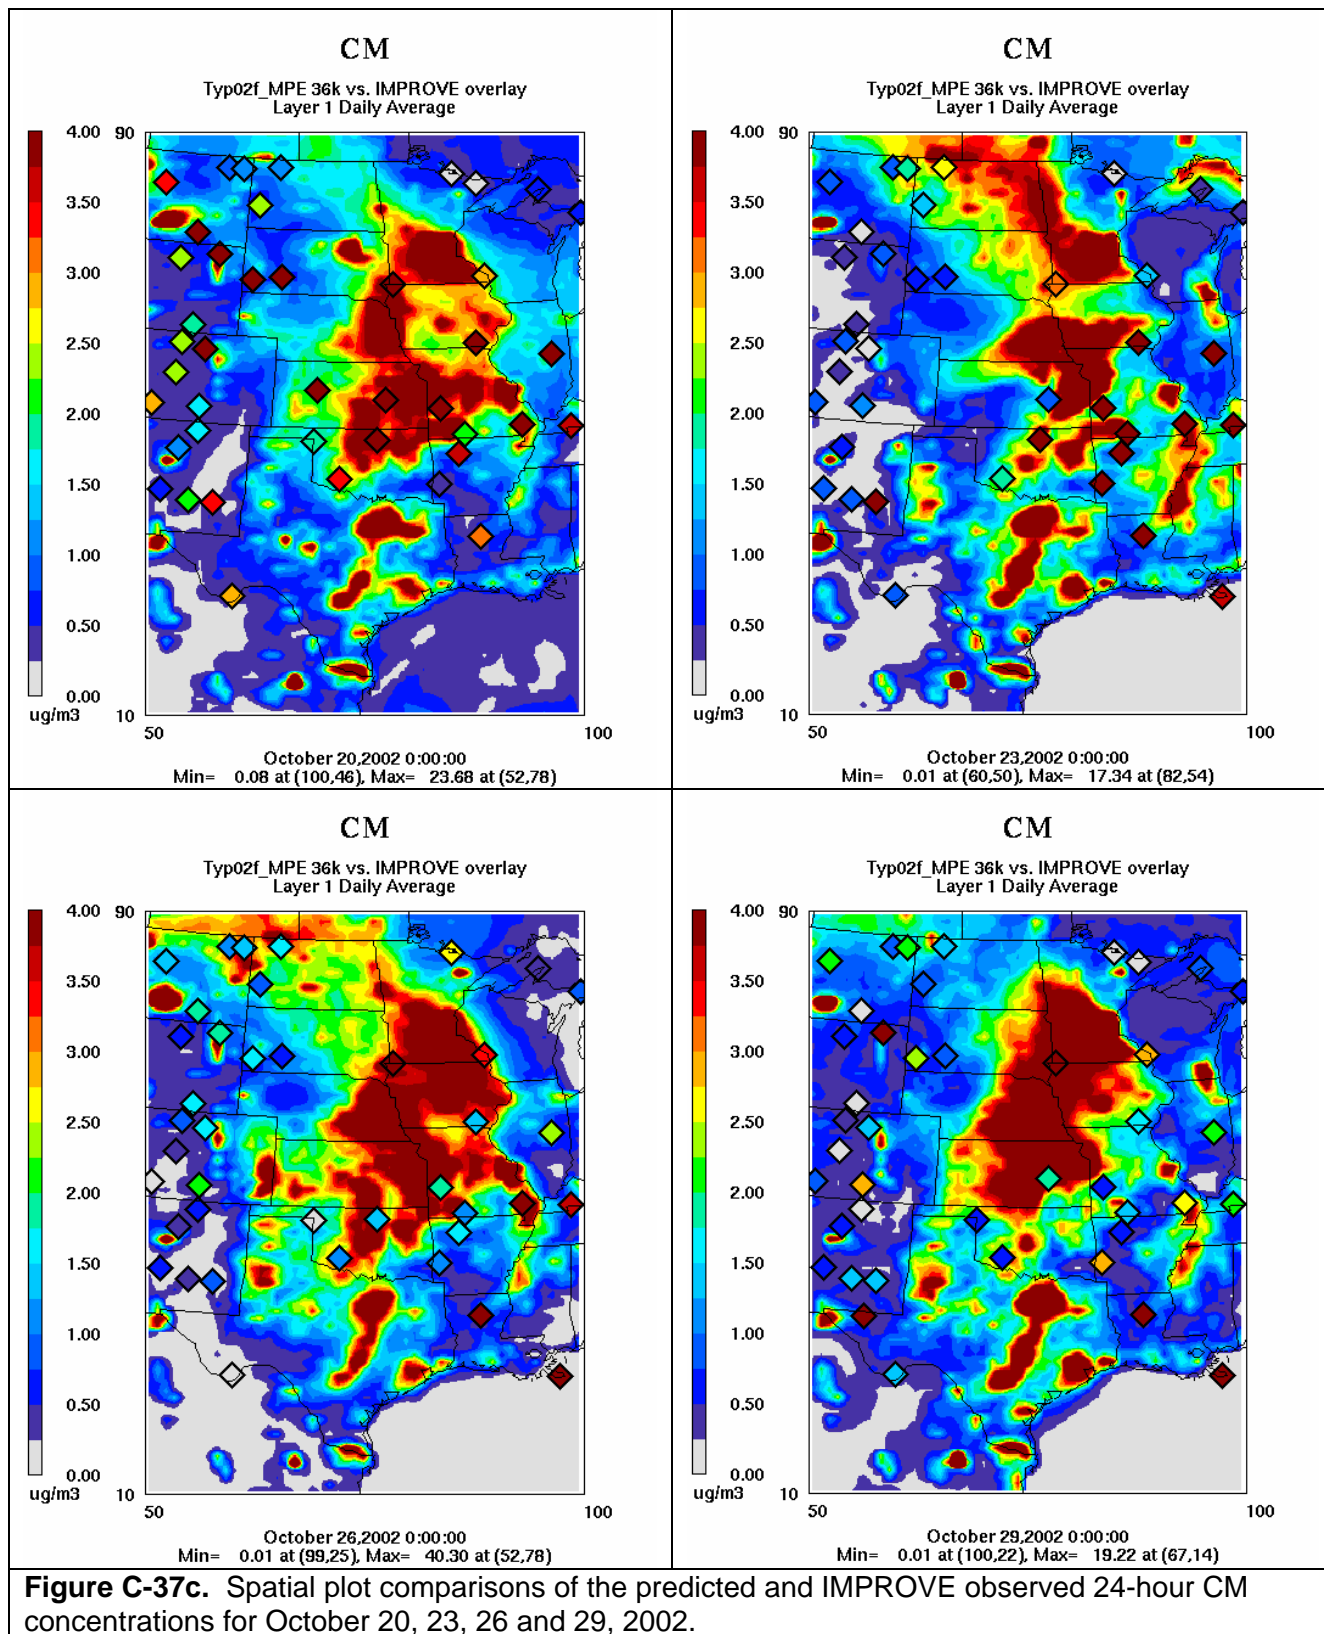 CM
Typ02f_MPE 36k vs. IMPROVE overlay
Layer 1 Daily Average
4.00
3.50
3.00
2.50
2.00
1.50
1.00
0.50
0.00
ug/m3
90
10
50
100
October 20,2002 0:00:00
Min= 0.08 at (100,46), Max= 23.68 at (52,78)
CM
Typ02f_MPE 36k vs. IMPROVE overlay
Layer 1 Daily Average
4.00
3.50
3.00
2.50
2.00
1.50
1.00
0.50
0.00
ug/m3
90
10
50
100
October 23,2002 0:00:00
Min= 0.01 at (60,50), Max= 17.34 at (82,54)
CM
Typ02f_MPE 36k vs. IMPROVE overlay
Layer 1 Daily Average
4.00
3.50
3.00
2.50
2.00
1.50
1.00
0.50
0.00
ug/m3
90
10
50
100
October 26,2002 0:00:00
Min= 0.01 at (99,25), Max= 40.30 at (52,78)
CM
Typ02f_MPE 36k vs. IMPROVE overlay
Layer 1 Daily Average
4.00
3.50
3.00
2.50
2.00
1.50
1.00
0.50
0.00
ug/m3
90
10
50
100
October 29,2002 0:00:00
Min= 0.01 at (100,22), Max= 19.22 at (67,14)
Figure C-37c. Spatial plot comparisons of the predicted and IMPROVE observed 24-hour CM
concentrations for October 20, 23, 26 and 29, 2002.